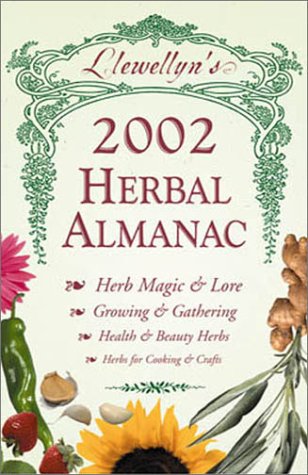 Llewellyn's
2002
HERBAL
ALMANAC
Herb Magic & Lore
Growing & Gathering
Health & Beauty Herbs
Herbs for Cooking & Crafts